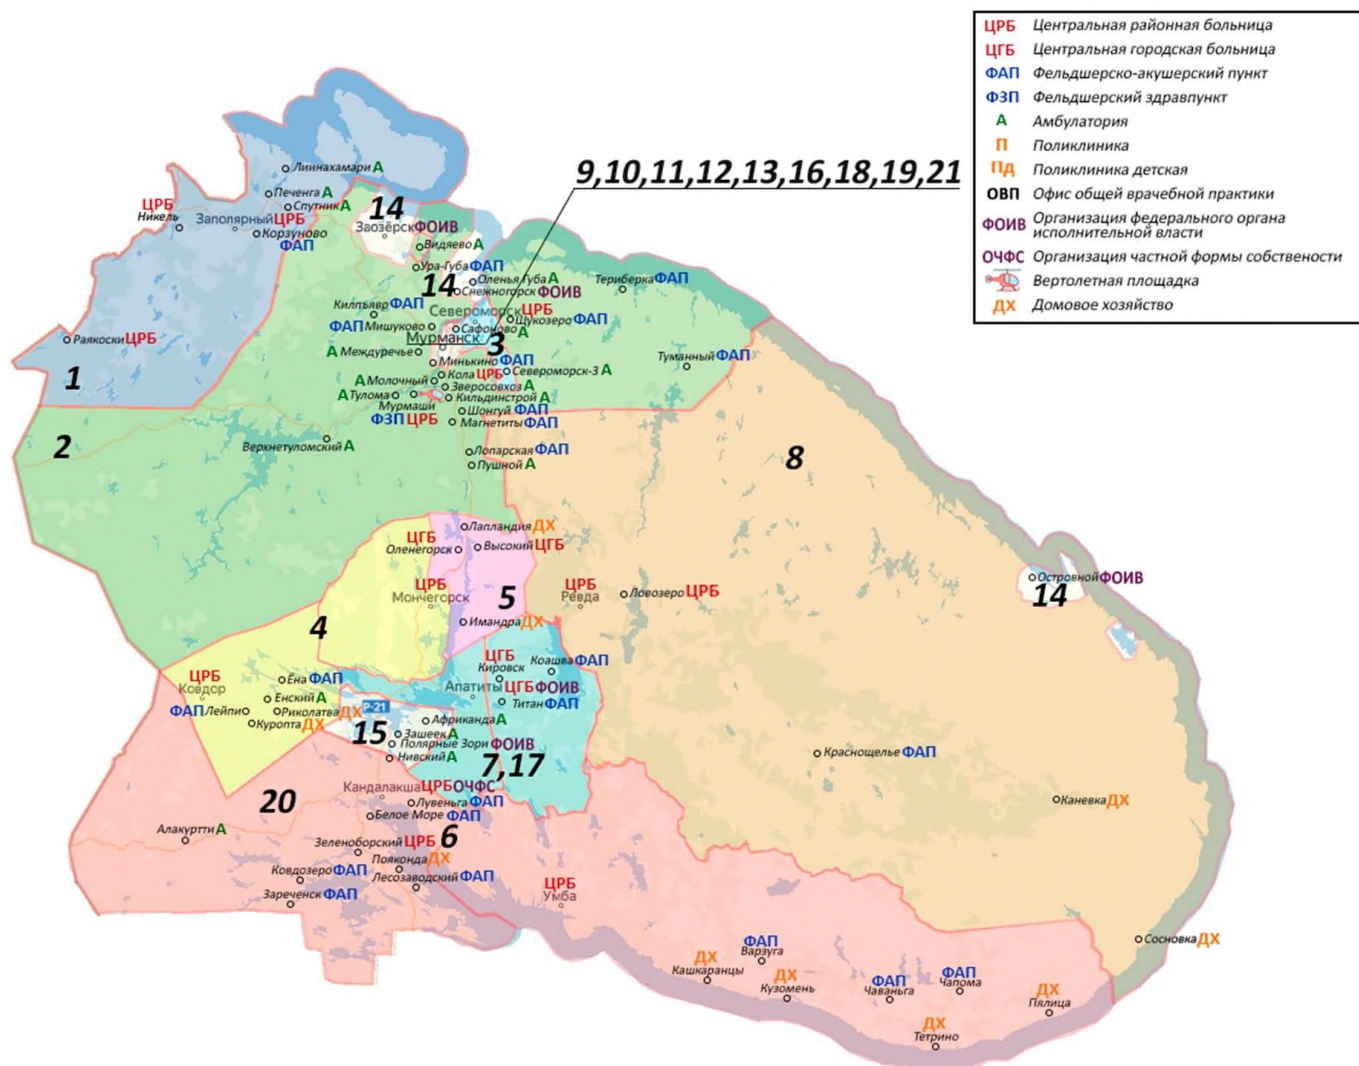 ЦРБ Центральная районная больница
ЦГБ Центральная городская больница
ФАП Фельдшерско-акушерский пункт
ФЗП Фельдшерский здравпункт
А Амбулатория
П Поликлиника
Пд Поликлиника детская
ОВП Офис общей врачебной практики
ФОИВ Организация федерального органа
исполнительной власти
ОЧФС Организация частной формы собствености
Вертолетная площадка
ДХ Домовое хозяйство
9,10,11,12,13,16,18,19,21
Лиинахамари А
Печенга А
Спутник А
ЦРБ
Никель
Заполярный ЦРБ
Корзуново
ФАП
Раякоски ЦРБ
1
14
Заозёрск ФОИВ
Видяево А
Ура-Губа ФАП
Оленья Губа А
14
Снежногорск ФОИВ
Териберка ФАП
Килпъявр ФАП
Североморск ЦРБ
Щукозеро ФАП
ФАП Мишуково
Сафоново А
Мурманск
3
А Междуречье
Минькино ФАП
Туманный ФАП
Кола ЦРБ
Североморск-3 А
А Молочный
Зверосовхоз А
А Тулома
Кильдинстрой А
Мурмаши
ФЗП ЦРБ
Шонгуй ФАП
Магнетиты ФАП
2
Верхнетуломский А
Лопарская ФАП
Пушной А
8
Лапландия ДХ
ЦГБ
Оленегорск
Высокий ЦГБ
ЦРБ
Мончегорск
5
ЦРБ
Ревда
Ловозеро ЦРБ
Островной ФОИВ
14
4
Имандра ДХ
ЦГБ
Кировск
Коашва ФАП
ЦРБ
Ковдор
Ёна ФАП
Апатиты ЦГБ ФОИВ
Енский А
Титан ФАП
ФАП Лейпи
Риколатва ДХ
Р-21
Куропта ДХ
Африканда А
15
Зашеек А
Полярные Зори ФОИВ
Нивский А
7,17
Краснощелье ФАП
Кандалакша ЦРБ ОЧФС
20
Лувеньга ФАП
Белое Море ФАП
Каневка ДХ
Алакуртти А
6
Зеленоборский ЦРБ
Пояконда ДХ
Ковдозеро ФАП
Лесозаводский ФАП
Зареченск ФАП
ЦРБ
Умба
Сосновка ДХ
ФАП
Варзуга
ДХ
Кашкаранцы
ДХ
Кузомень
ФАП
Чаваньга
ФАП
Чапома
ДХ
Пялица
ДХ
Тетрино